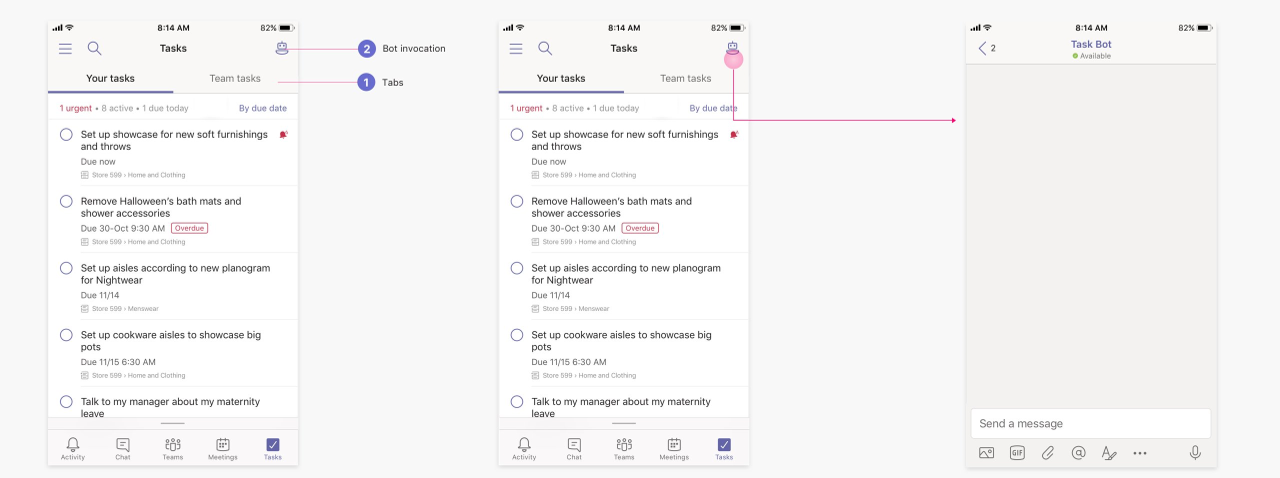 8:14 AM
82%
Tasks
Your tasks
Team tasks
1 urgent • 8 active • 1 due today
By due date
Set up showcase for new soft furnishings
and throws
Due now
Store 599 › Home and Clothing
Remove Halloween's bath mats and
shower accessories
Due 30-Oct 9:30 AM
Overdue
Store 599 › Home and Clothing
Set up aisles according to new planogram
for Nightwear
Due 11/14
Store 599 › Menswear
Set up cookware aisles to showcase big
pots
Due 11/15 6:30 AM
Store 599 › Home and Clothing
Talk to my manager about my maternity
leave
Activity
Chat
Teams
Meetings
Tasks
2 Bot invocation
1 Tabs
8:14 AM
82%
Tasks
Your tasks
Team tasks
1 urgent • 8 active • 1 due today
By due date
Set up showcase for new soft furnishings
and throws
Due now
Store 599 › Home and Clothing
Remove Halloween's bath mats and
shower accessories
Due 30-Oct 9:30 AM
Overdue
Store 599 › Home and Clothing
Set up aisles according to new planogram
for Nightwear
Due 11/14
Store 599 › Menswear
Set up cookware aisles to showcase big
pots
Due 11/15 6:30 AM
Store 599 › Home and Clothing
Talk to my manager about my maternity
leave
Activity
Chat
Teams
Meetings
Tasks
8:14 AM
82%
2
Task Bot
Available
Send a message
GIF